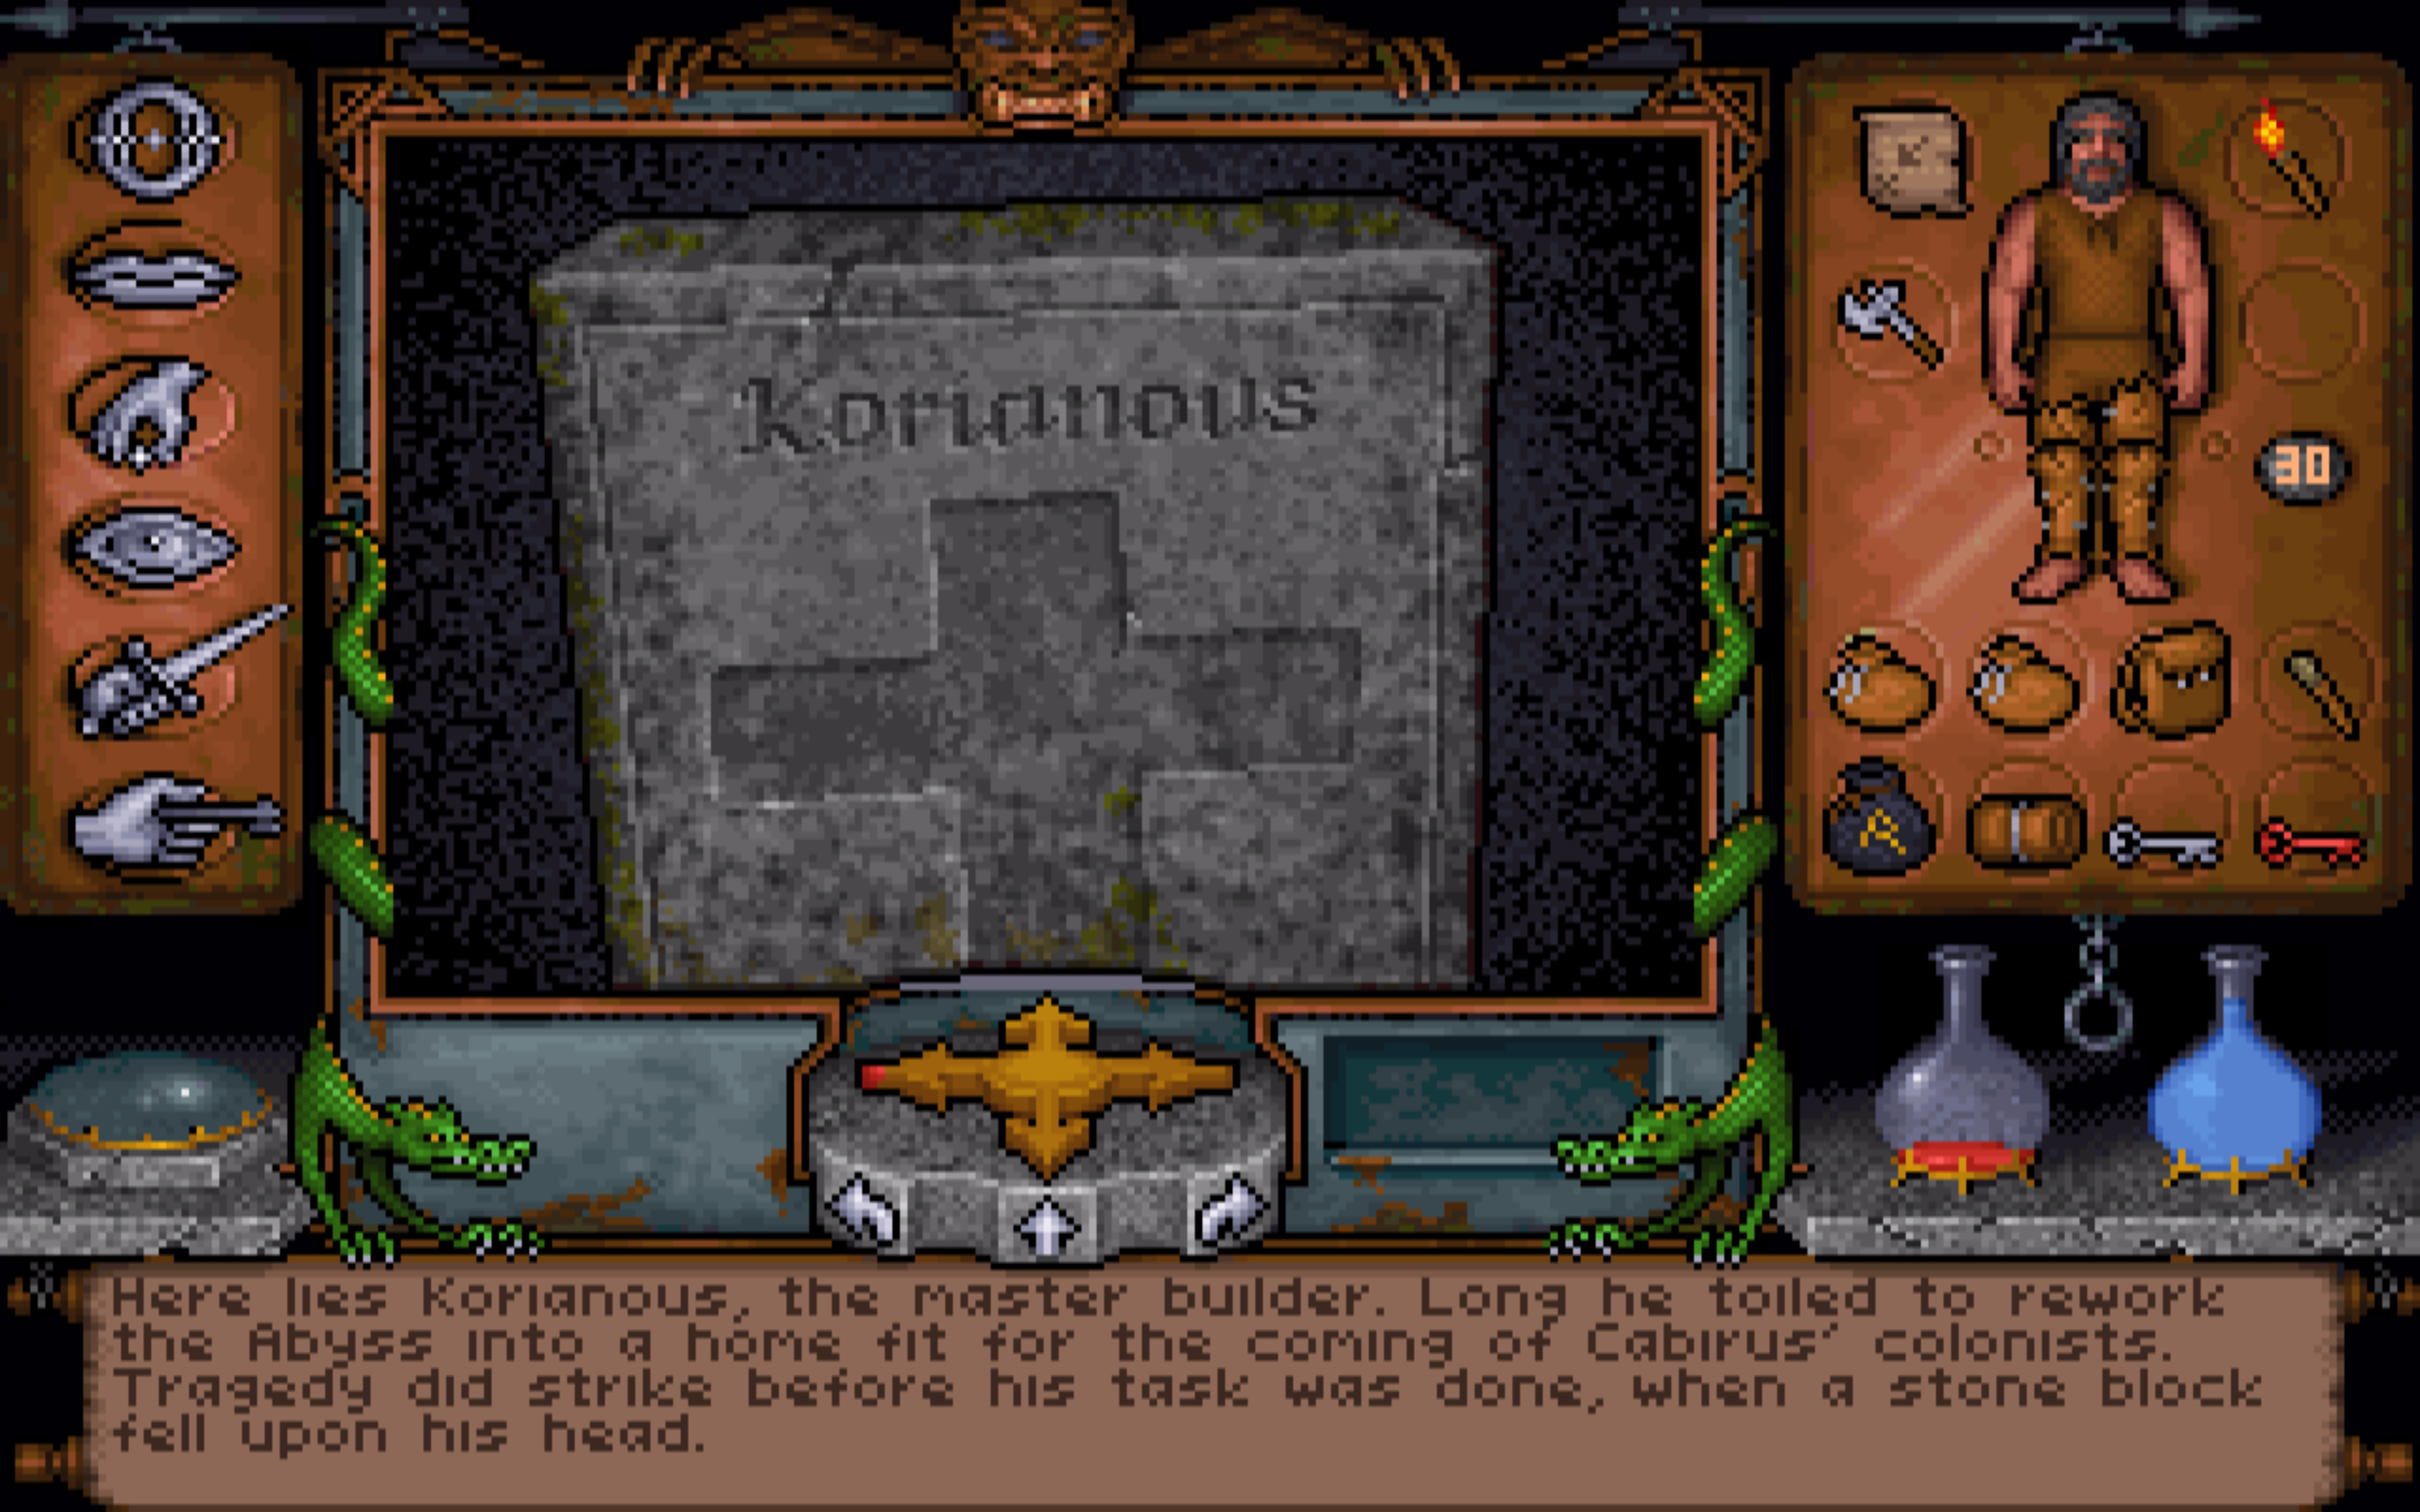 Korianous
30
Here lies Korianous, the master builder. Long he toiled to rework
the Abyss into a home fit for the coming of Cabirus' colonists.
Tragedy did strike before his task was done, when a stone block
fell upon his head.